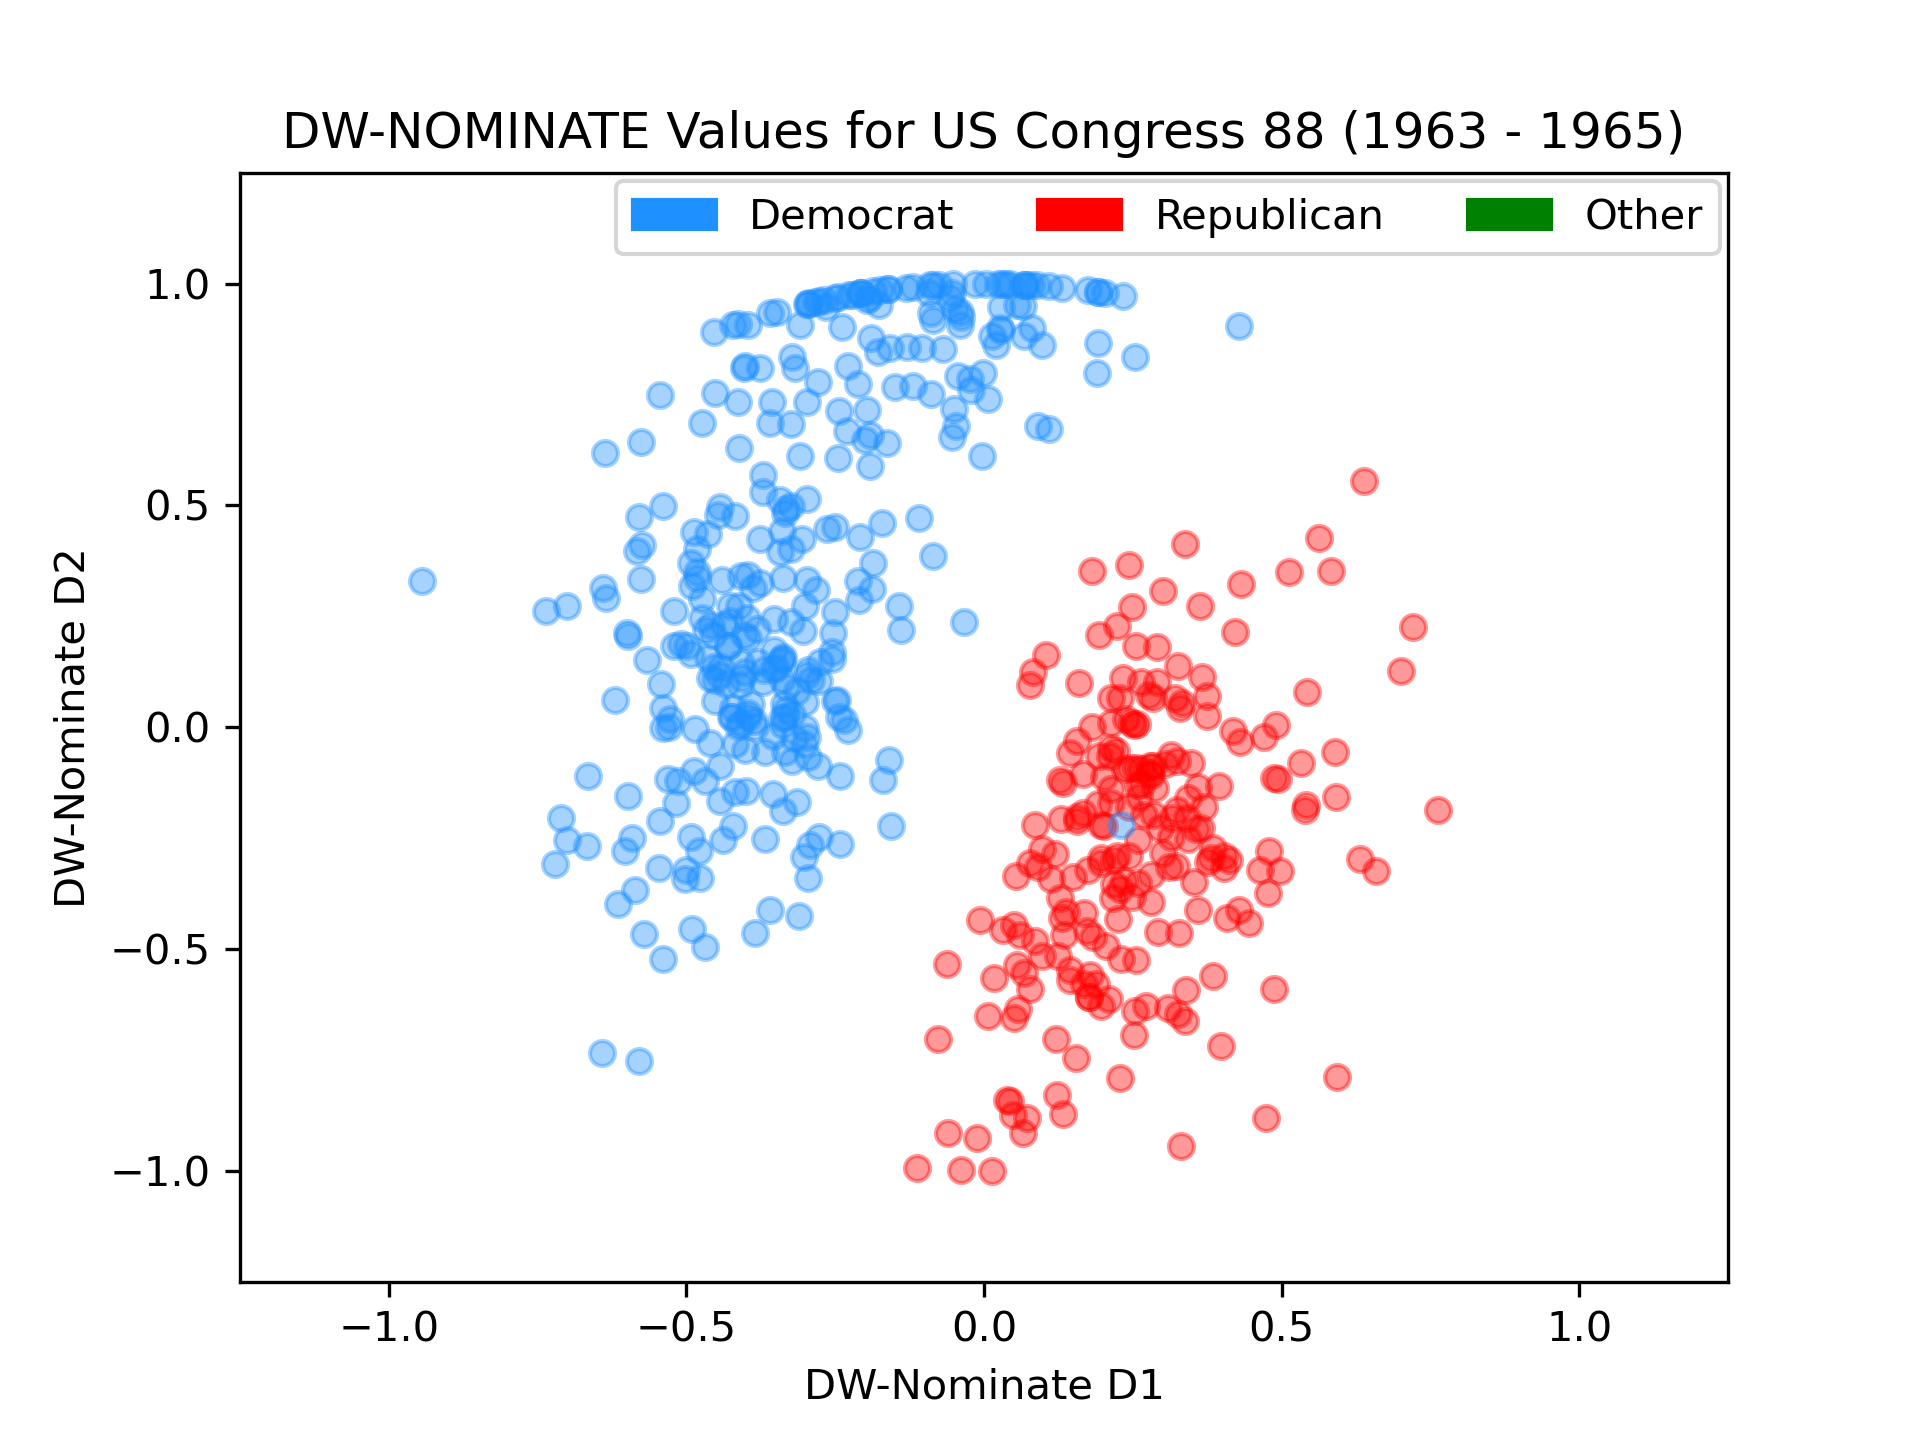 DW-NOMINATE Values for US Congress 88 (1963 - 1965)
Democrat Republican Other
1.0
0.5
0.0
−0.5
−1.0
DW-Nominate D2
−1.0 −0.5 0.0 0.5 1.0
DW-Nominate D1